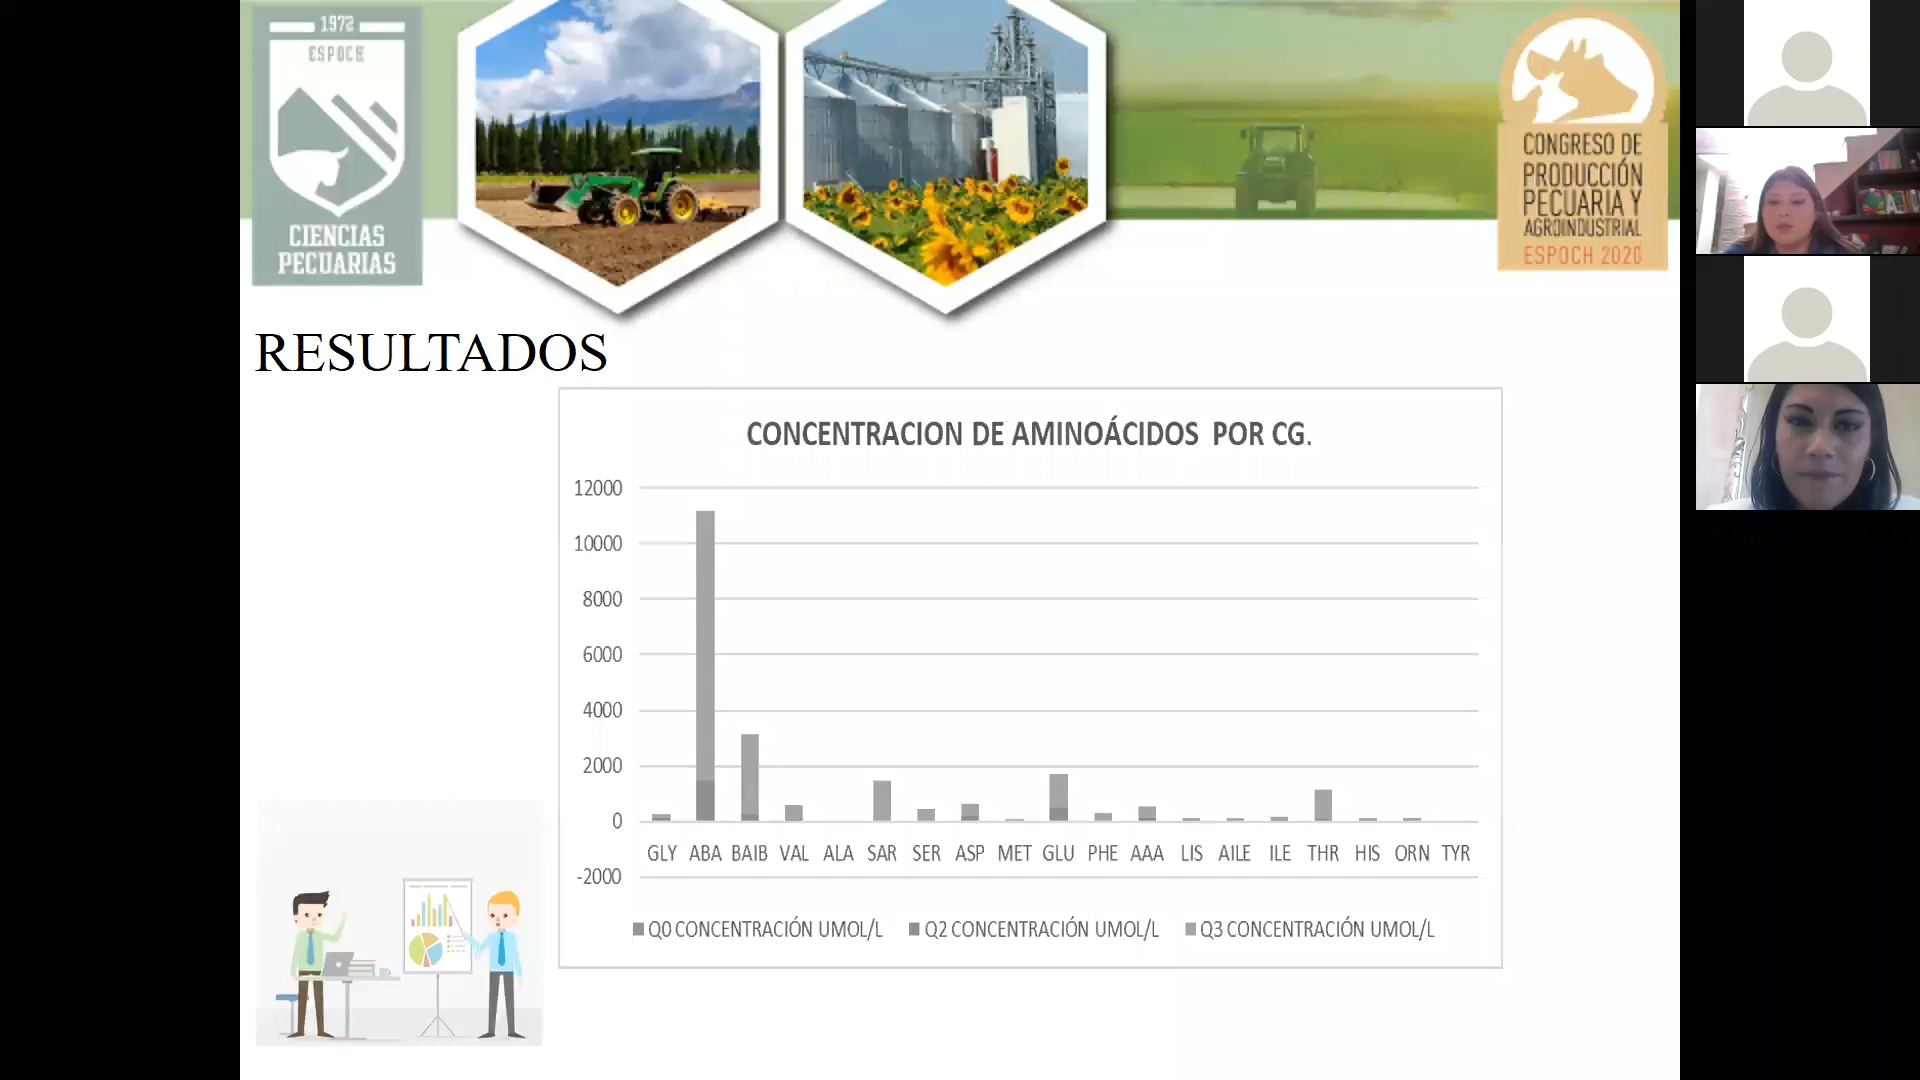 1972
ESPOCH
CIENCIAS
PECUARIAS
CONGRESO DE
PRODUCCIÓN
PECUARIA Y
AGROINDUSTRIAL
ESPOCH 2020
RESULTADOS
CONCENTRACION DE AMINOÁCIDOS POR CG.
12000
10000
8000
6000
4000
2000
0
GLY ABA BAIB VAL ALA SAR SER ASP MET GLU PHE AAA LIS AILE ILE THR HIS ORN TYR
-2000
Q0 CONCENTRACIÓN UMOL/L Q2 CONCENTRACIÓN UMOL/L Q3 CONCENTRACIÓN UMOL/L